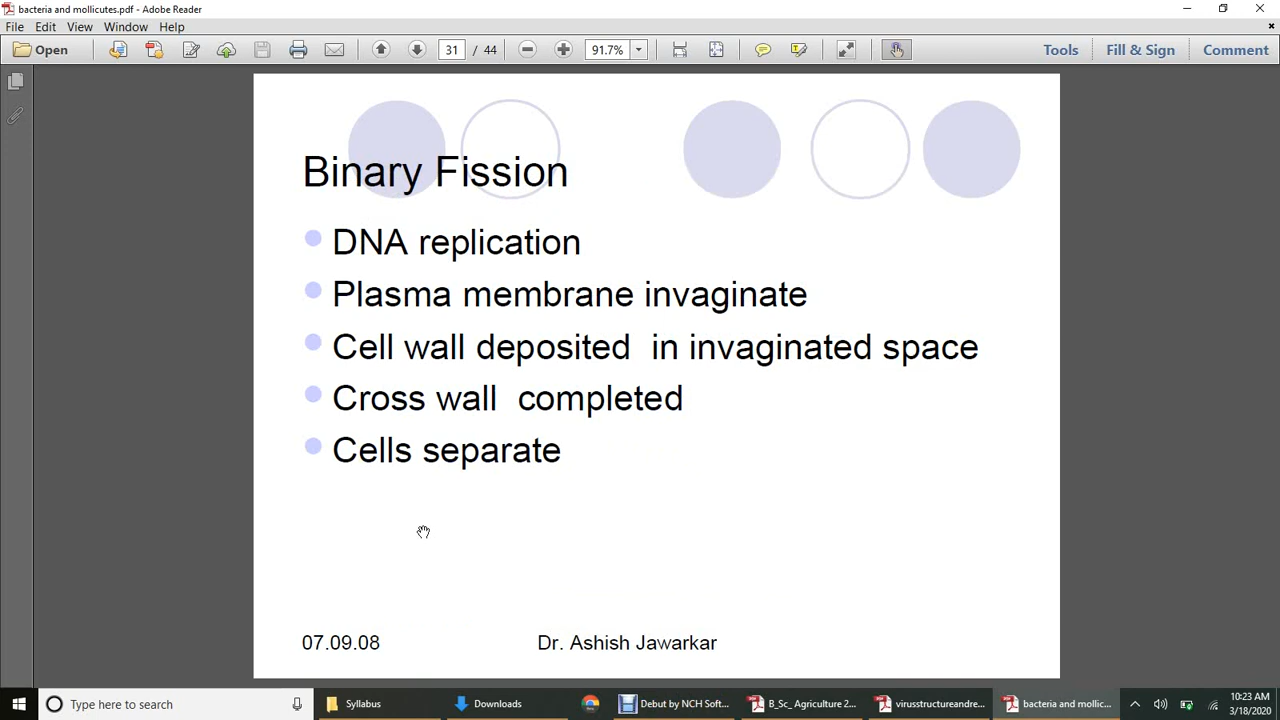 bacteria and mollicutes.pdf - Adobe Reader
File Edit View Window Help
Open 31 / 44 91.7% Tools Fill & Sign Comment
Binary Fission
DNA replication
Plasma membrane invaginate
Cell wall deposited in invaginated space
Cross wall completed
Cells separate
07.09.08 Dr. Ashish Jawarkar
Type here to search Syllabus Downloads Debut by NCH Soft... B_Sc_ Agriculture 2... virusstructureandre... bacteria and mollic... 10:23 AM
3/18/2020